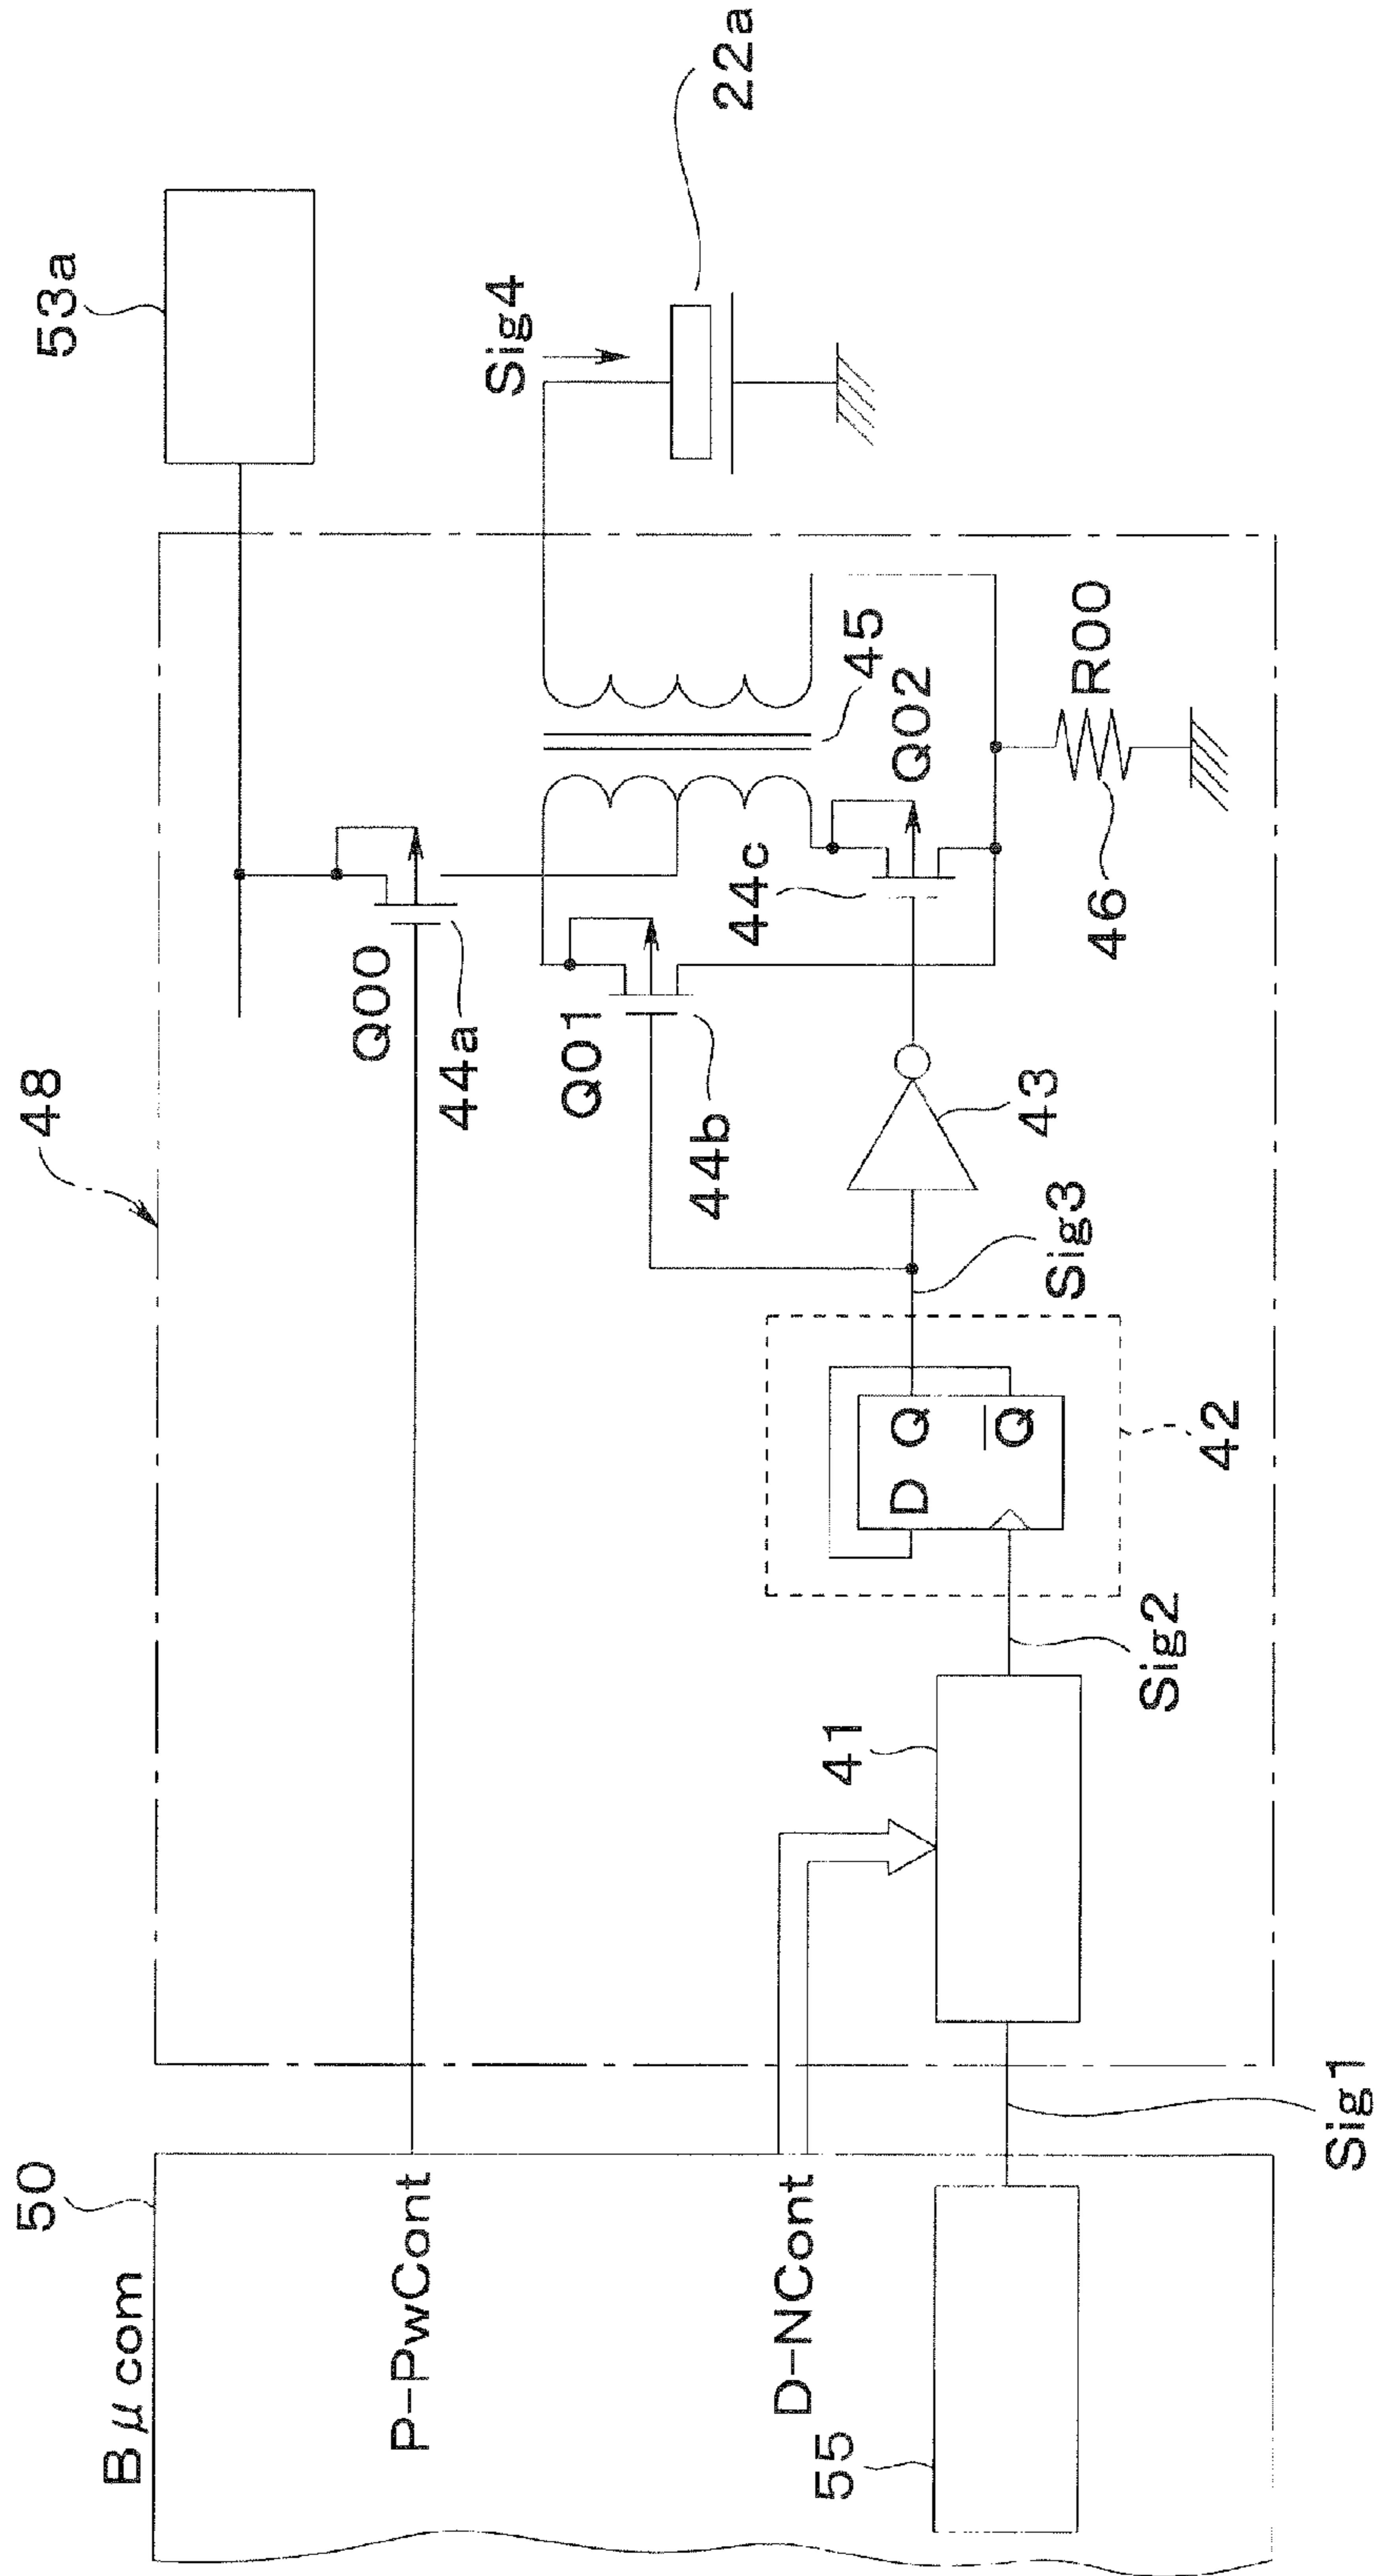 50
B μ com
P-PwCont
D-NCont
55
Sig1
48
41
Sig2
42
D Q
Q̅
Sig3
43
Q00
44a
Q01
44b
44c
Q02
45
46
R00
53a
Sig4
22a